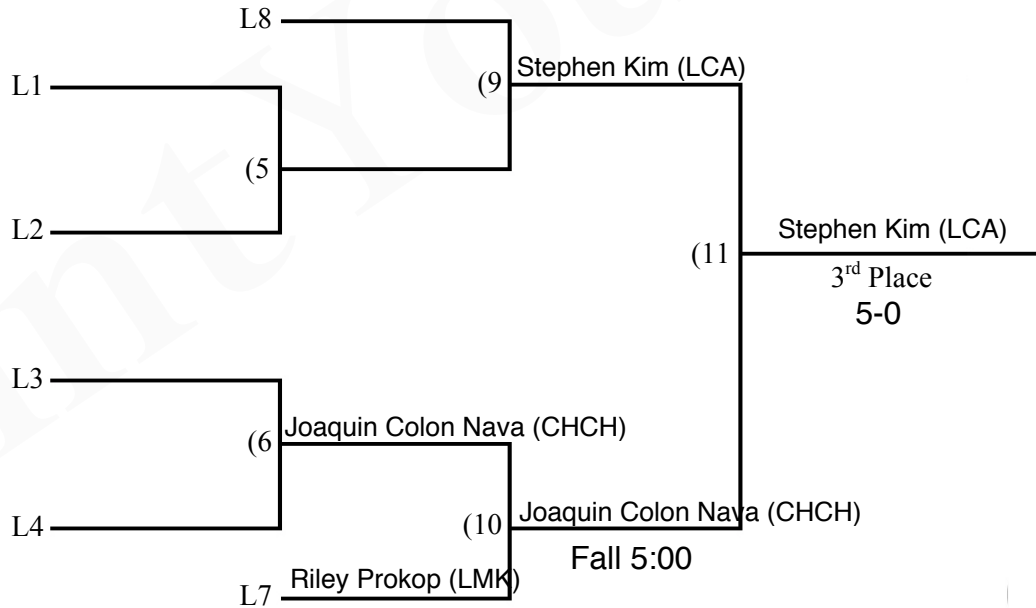 L8
Stephen Kim (LCA)
(9
L1
(5
L2
Stephen Kim (LCA)
(11
3rd Place
5-0
L3
Joaquin Colon Nava (CHCH)
(6
L4
(10
Joaquin Colon Nava (CHCH)
Fall 5:00
Riley Prokop (LMK)
L7